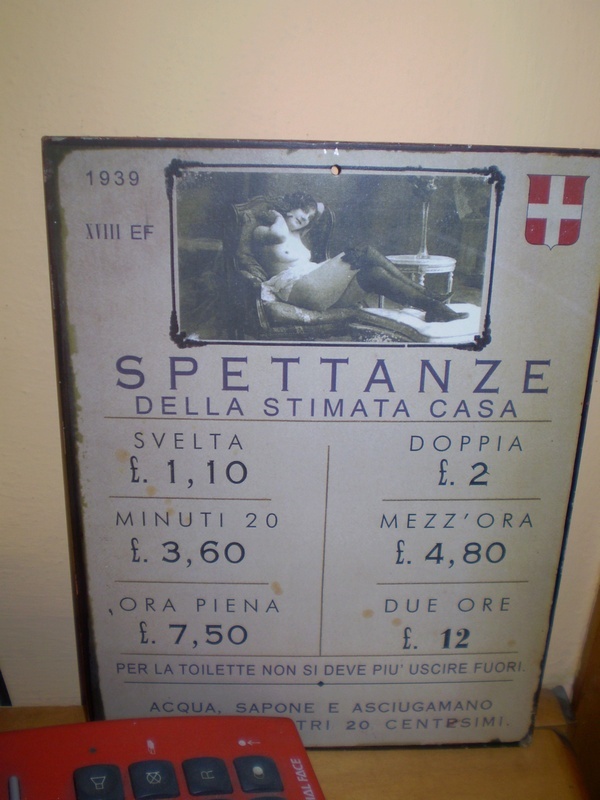 1939
XVIII EF
SPETTANZE
DELLA STIMATA CASA
SVELTA
£. 1,10
DOPPIA
£. 2
MINUTI 20
£. 3,60
MEZZ'ORA
£. 4,80
ORA PIENA
£. 7,50
DUE ORE
£. 12
PER LA TOILETTE NON SI DEVE PIU' USCIRE FUORI.
ACQUA, SAPONE E ASCIUGAMANO
TRI 20 CENTESIMI.
FACE